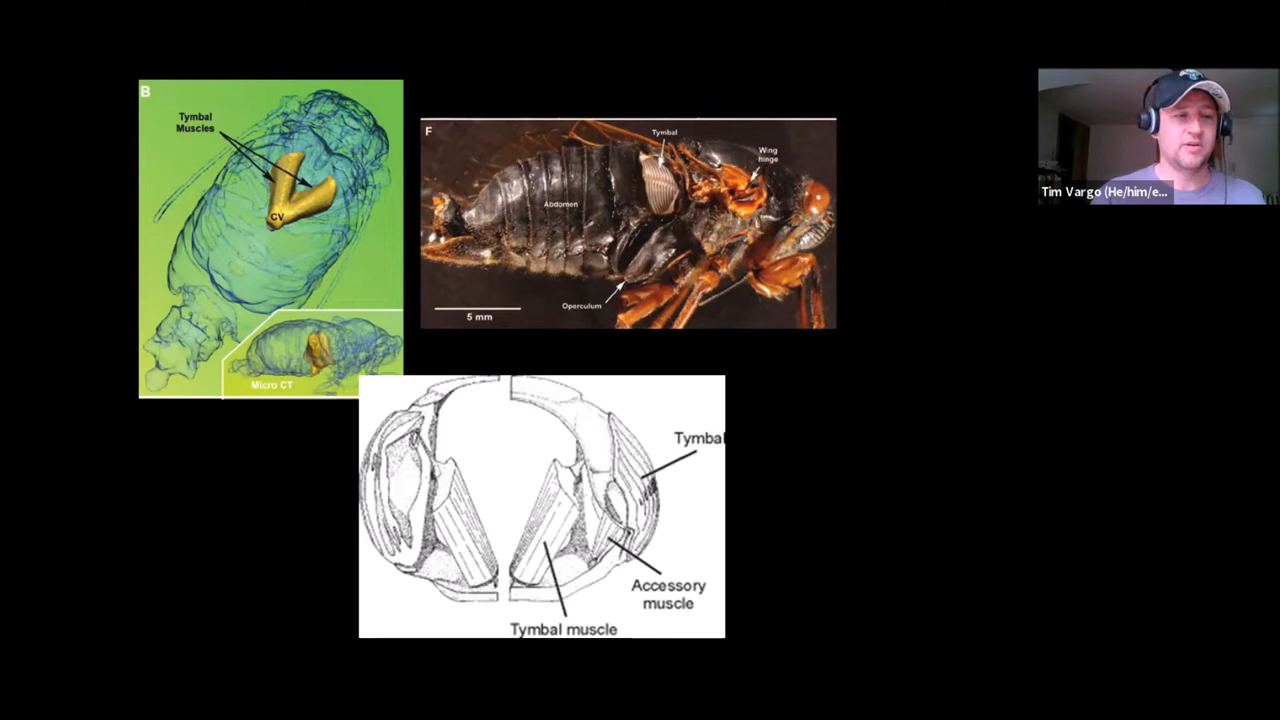 B
Tymbal
Muscles
CV
Micro CT
F
Tymbal
Wing
hinge
Abdomen
Operculum
5 mm
Tim Vargo (He/him/e...
Tymbal
Accessory
muscle
Tymbal muscle